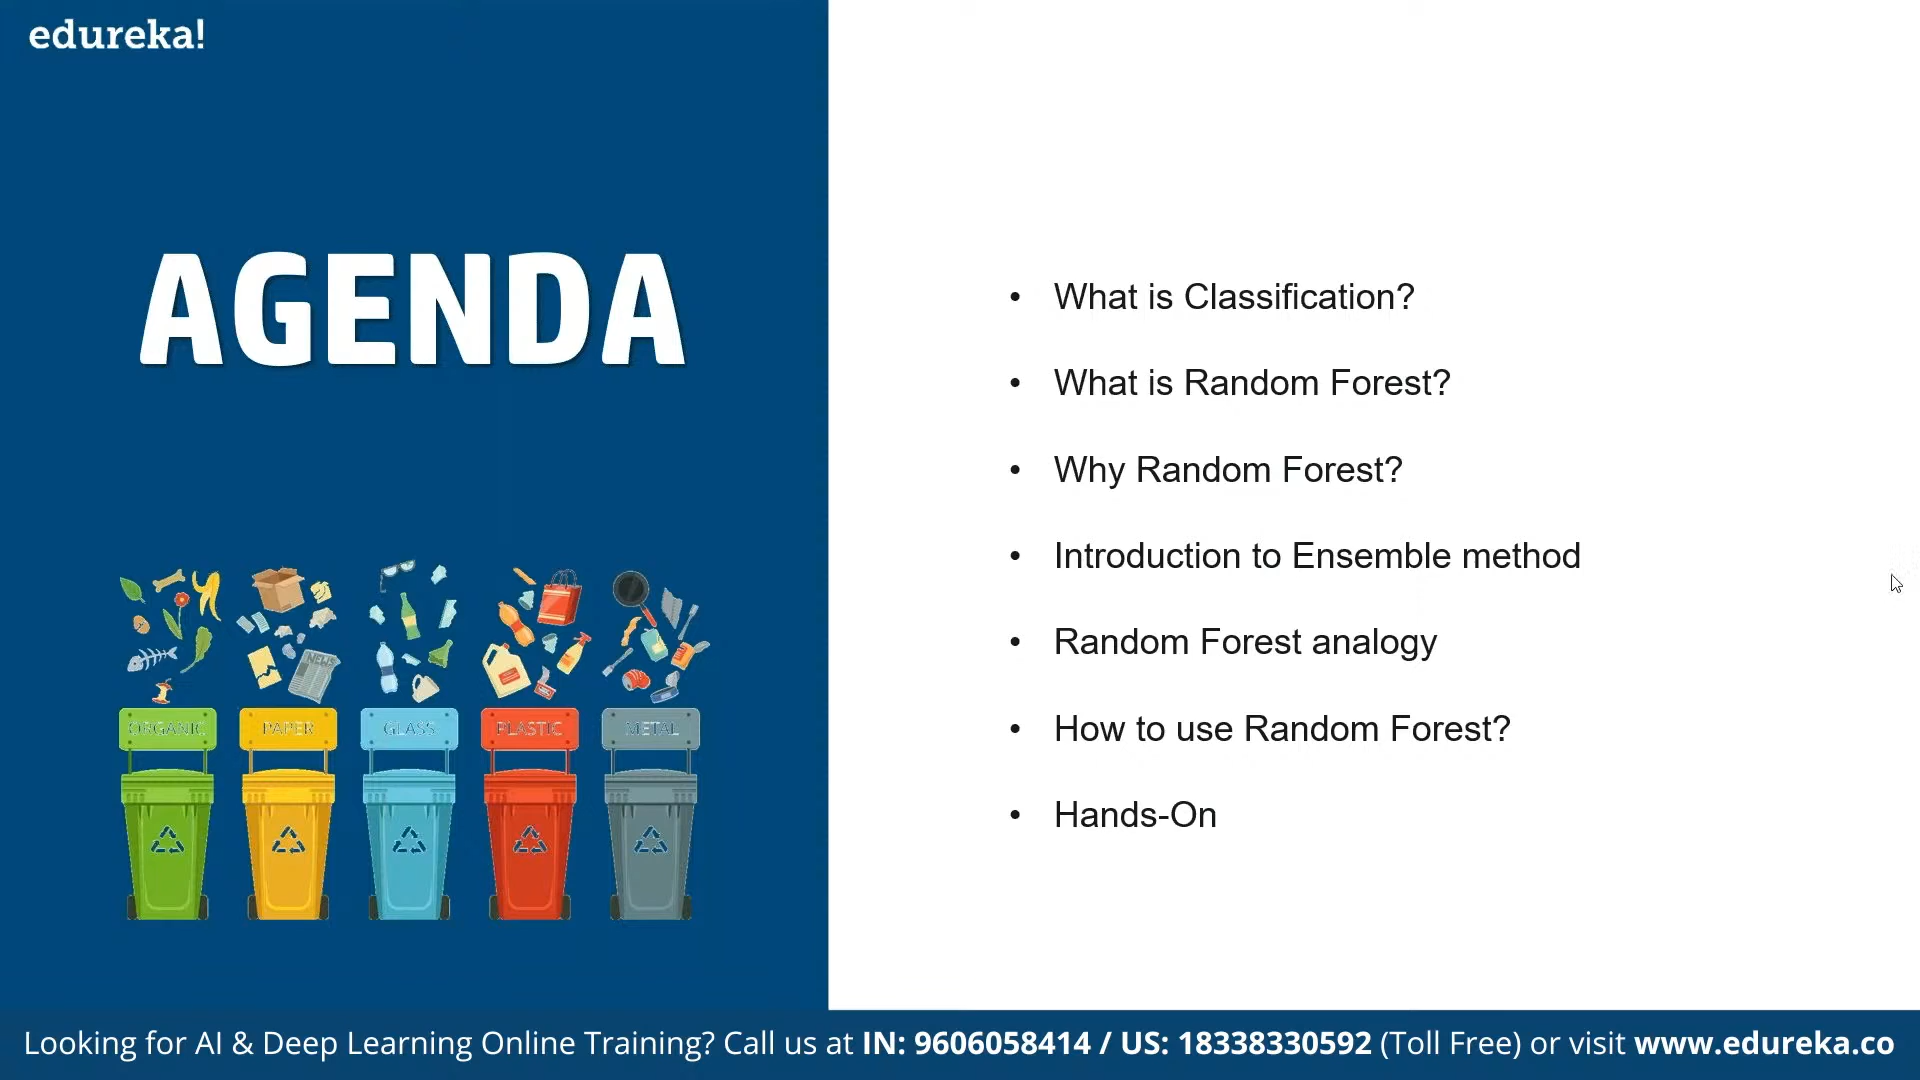 edureka!
AGENDA
• What is Classification?
• What is Random Forest?
• Why Random Forest?
• Introduction to Ensemble method
• Random Forest analogy
• How to use Random Forest?
• Hands-On
NEWS
ORGANIC
PAPER
GLASS
PLASTIC
METAL
Looking for AI & Deep Learning Online Training? Call us at IN: 9606058414 / US: 18338330592 (Toll Free) or visit www.edureka.co